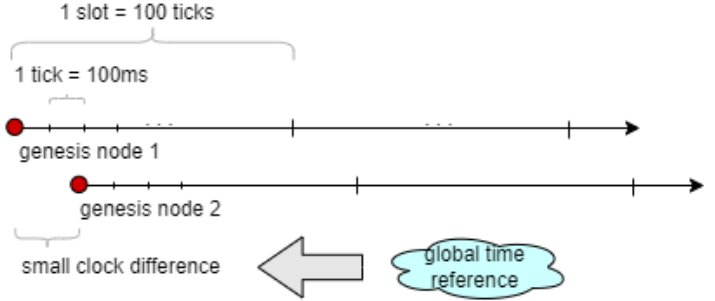 1 slot = 100 ticks
1 tick = 100ms
. . .
. . .
genesis node 1
genesis node 2
small clock difference
global time
reference